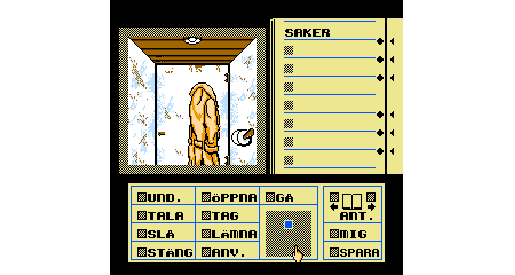 SAKER
UND. ÖPPNA GÅ
TALA TAG ANT.
SLÅ LÄMNA MIG
STÄNG ANV. SPARA